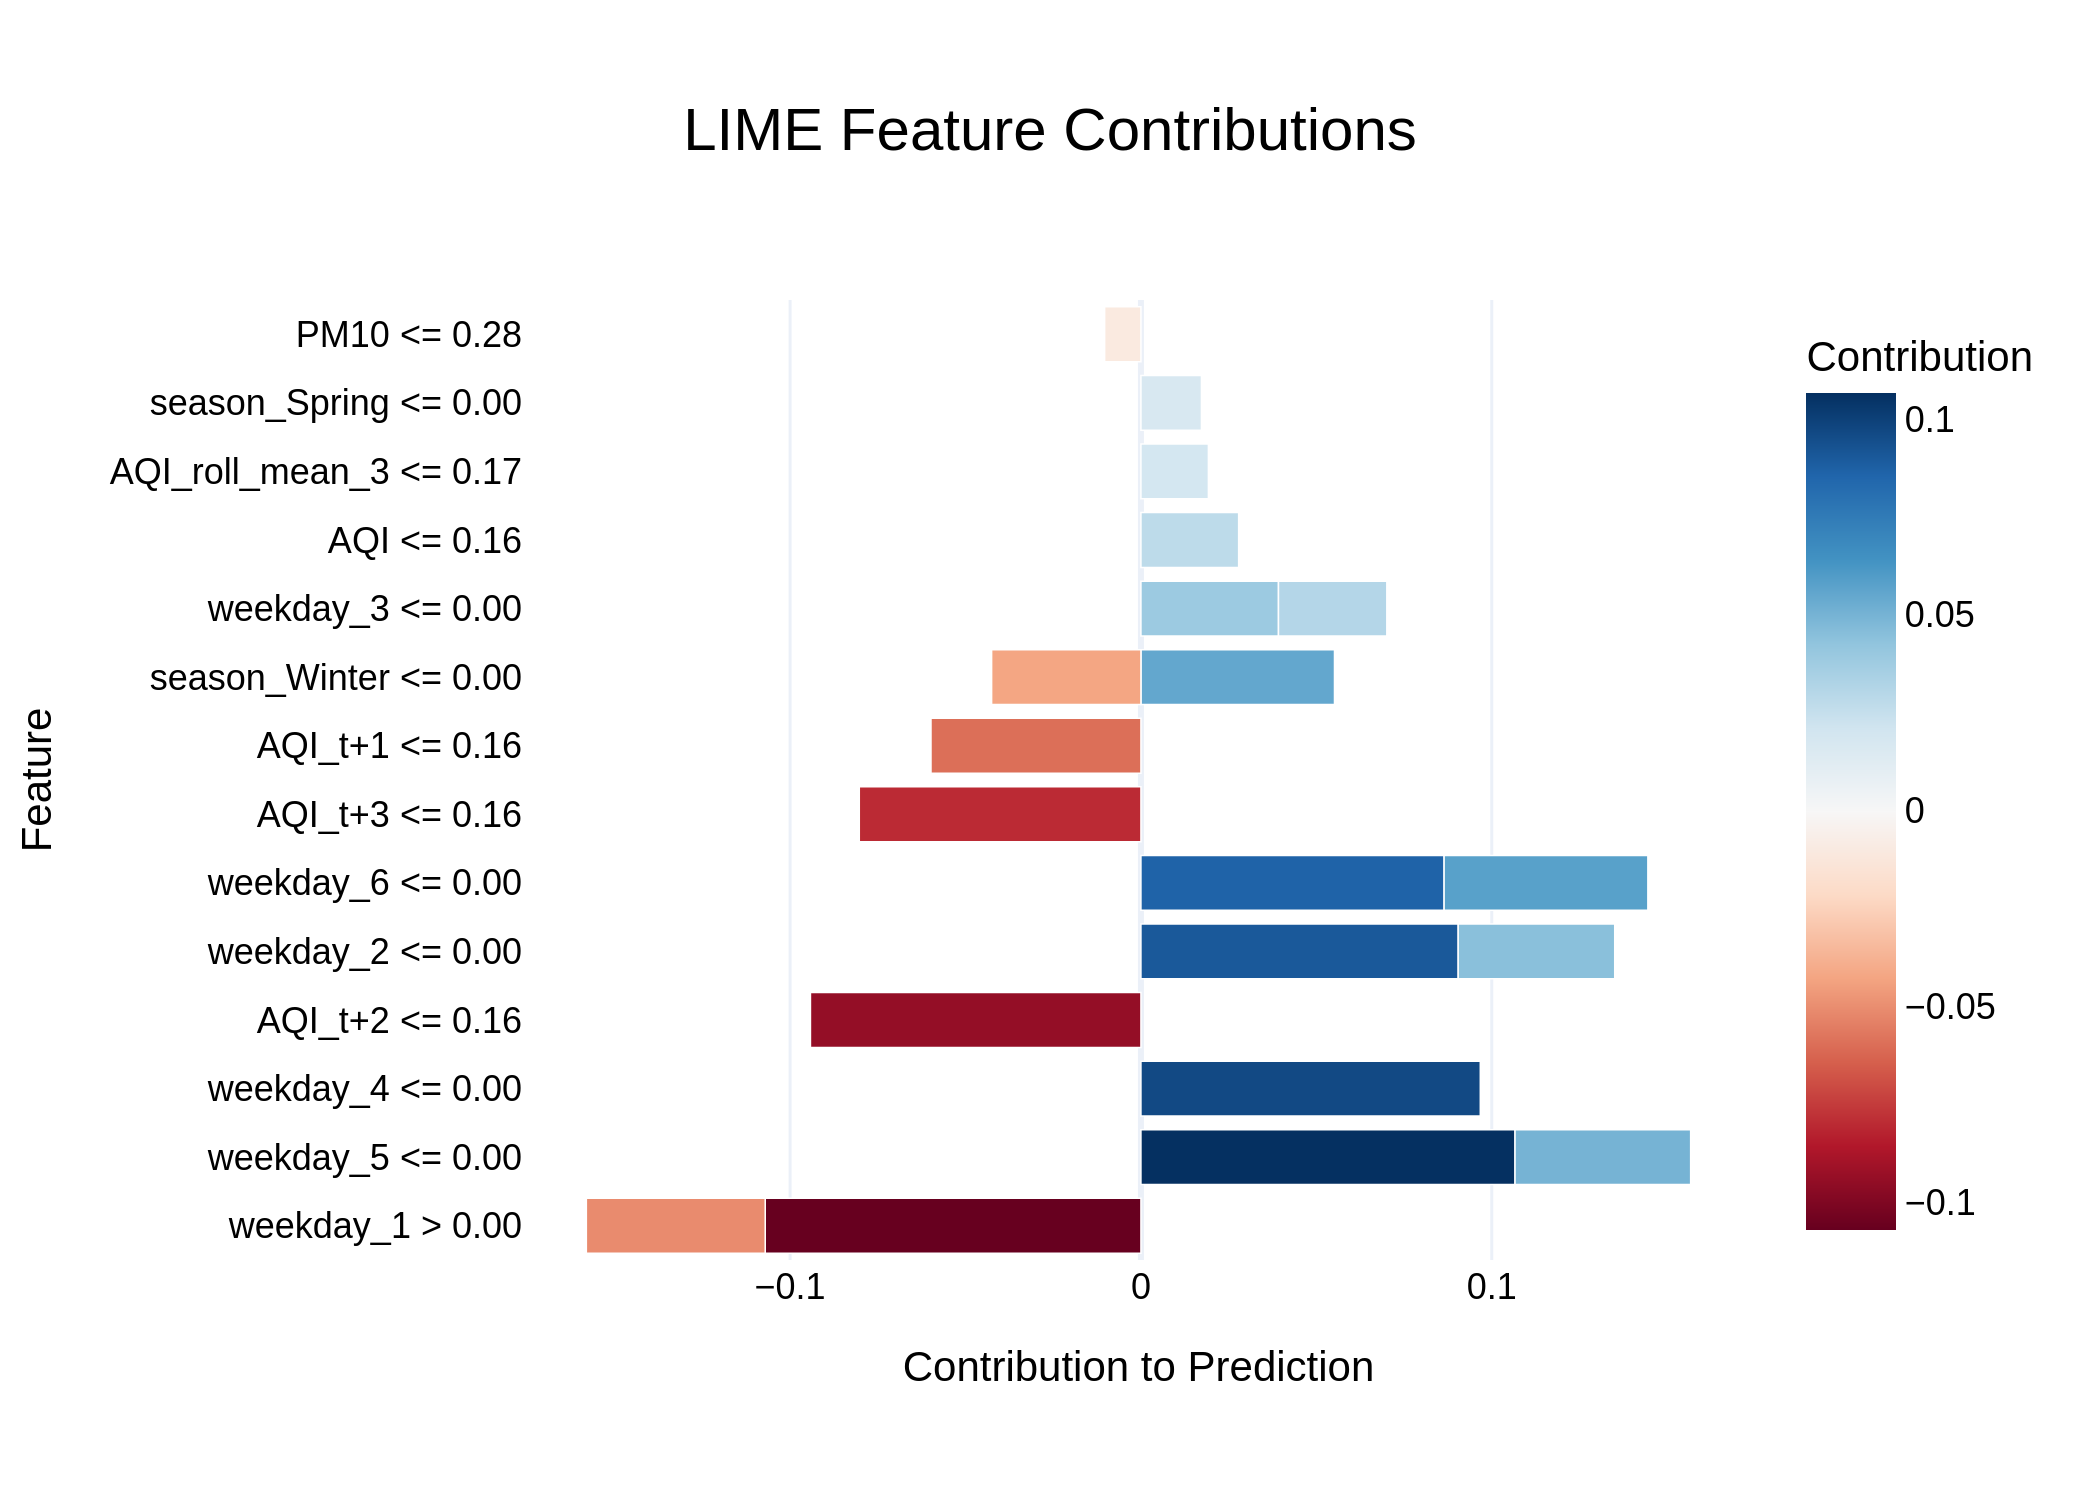 LIME Feature Contributions
PM10 <= 0.28
season_Spring <= 0.00
AQI_roll_mean_3 <= 0.17
AQI <= 0.16
weekday_3 <= 0.00
season_Winter <= 0.00
AQI_t+1 <= 0.16
AQI_t+3 <= 0.16
weekday_6 <= 0.00
weekday_2 <= 0.00
AQI_t+2 <= 0.16
weekday_4 <= 0.00
weekday_5 <= 0.00
weekday_1 > 0.00
Feature
−0.1
0
0.1
Contribution to Prediction
Contribution
0.1
0.05
0
−0.05
−0.1